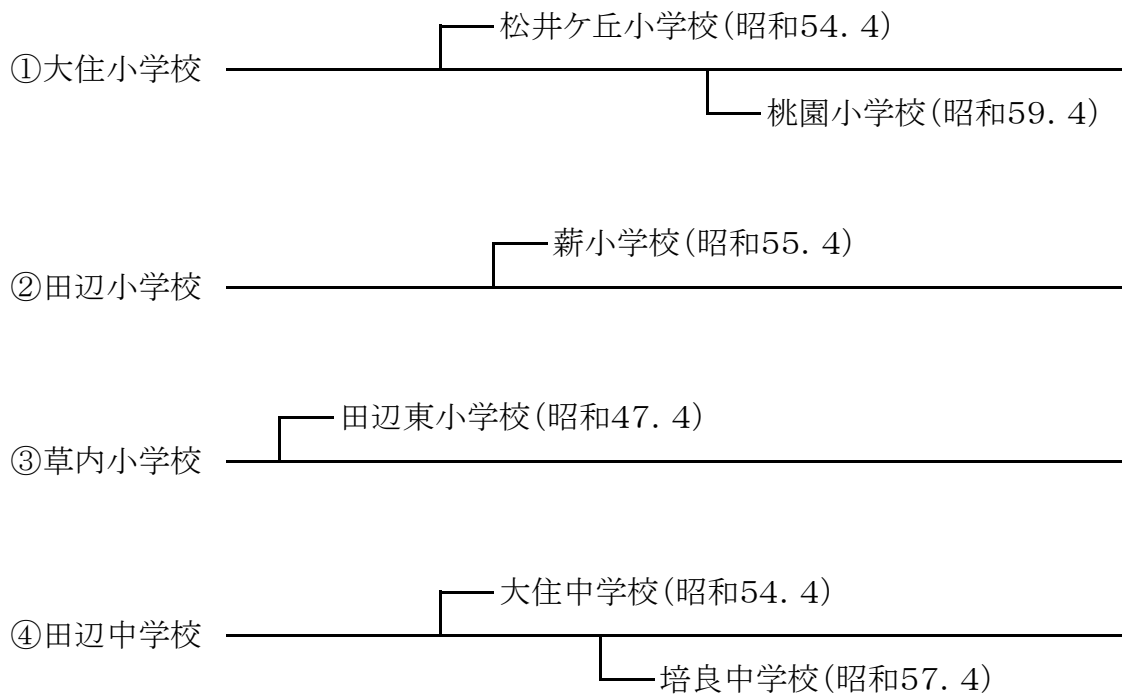 松井ケ丘小学校(昭和54.4)
①大住小学校
桃園小学校(昭和59.4)
薪小学校(昭和55.4)
②田辺小学校
田辺東小学校(昭和47.4)
③草内小学校
大住中学校(昭和54.4)
④田辺中学校
培良中学校(昭和57.4)